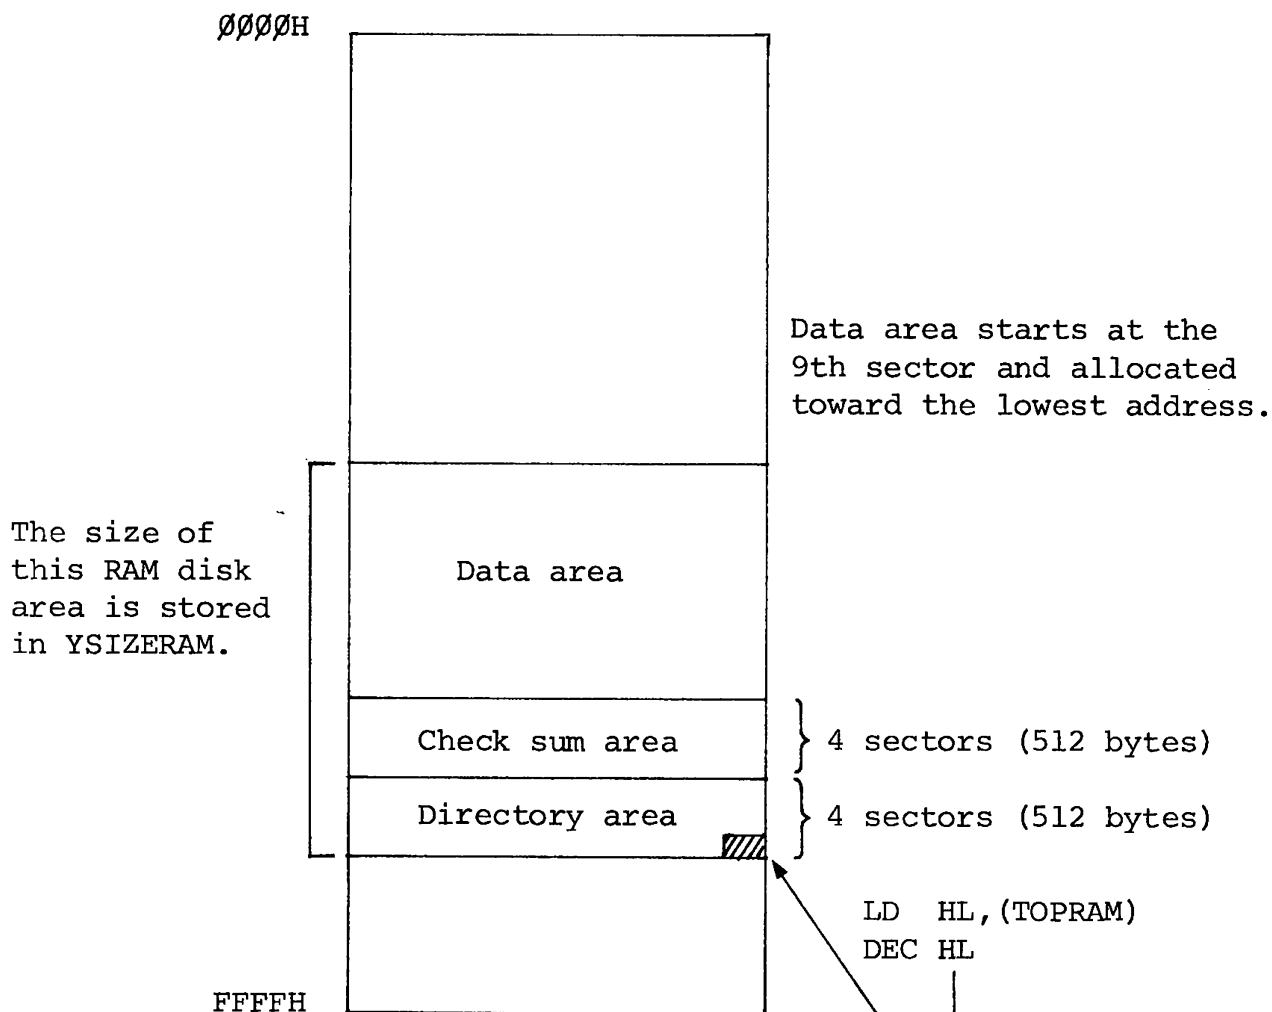 ØØØØH
Data area starts at the
9th sector and allocated
toward the lowest address.
The size of
this RAM disk
area is stored
in YSIZERAM.
Data area
Check sum area
4 sectors (512 bytes)
Directory area
4 sectors (512 bytes)
LD HL,(TOPRAM)
DEC HL
FFFFH